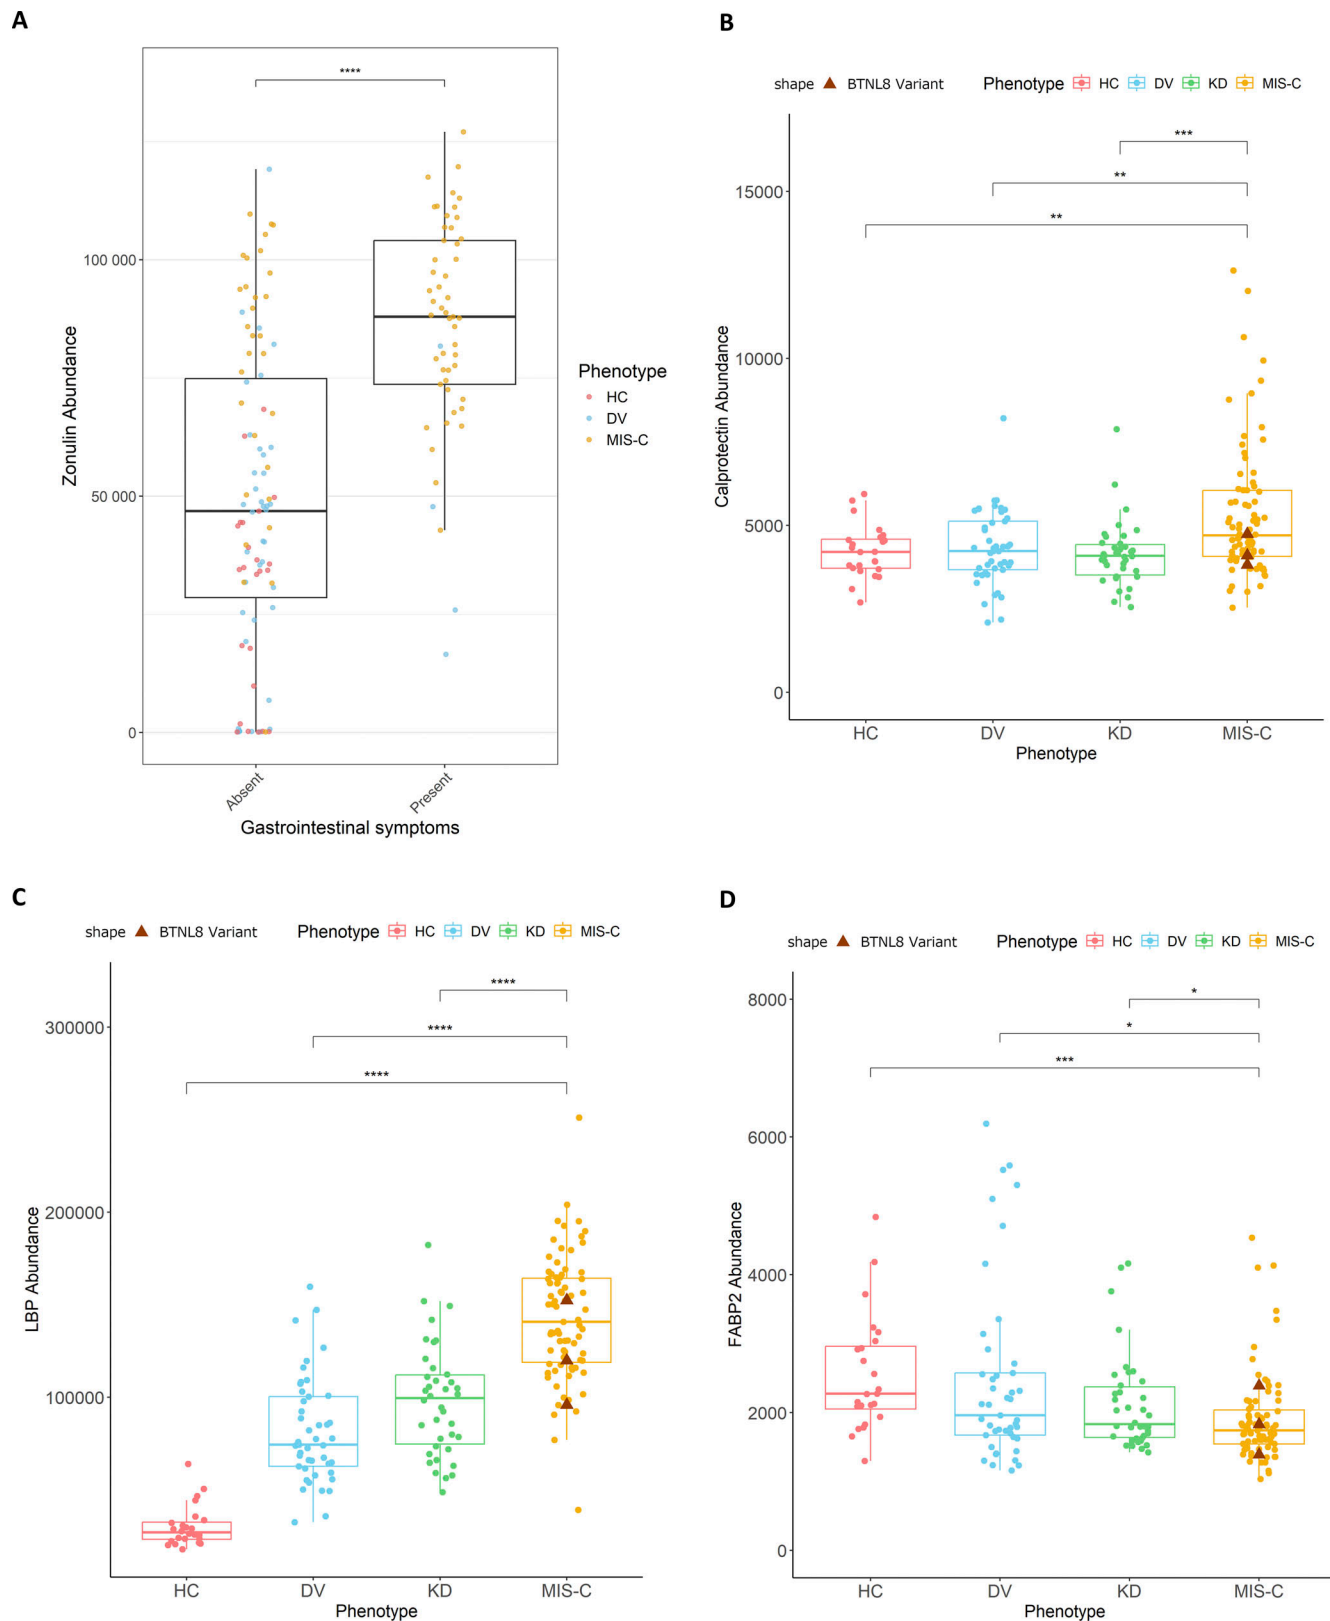 A
****
Zonulin Abundance
100 000
50 000
0
Absent
Present
Gastrointestinal symptoms
Phenotype
HC
DV
MIS-C
B
shape BTNL8 Variant Phenotype HC DV KD MIS-C
***
**
**
Calprotectin Abundance
15000
10000
5000
0
HC DV KD MIS-C
Phenotype
C
shape BTNL8 Variant Phenotype HC DV KD MIS-C
****
****
****
LBP Abundance
300000
200000
100000
HC DV KD MIS-C
Phenotype
D
shape BTNL8 Variant Phenotype HC DV KD MIS-C
*
*
***
FABP2 Abundance
8000
6000
4000
2000
0
HC DV KD MIS-C
Phenotype